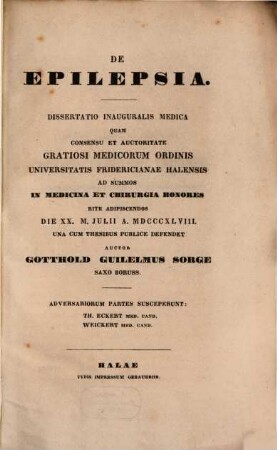 DE
EPILEPSIA.
DISSERTATIO INAUGURALIS MEDICA
QUAM
CONSENSU ET AUCTORITATE
GRATIOSI MEDICORUM ORDINIS
UNIVERSITATIS FRIDERICIANAE HALENSIS
AD SUMMOS
IN MEDICINA ET CHIRURGIA HONORES
RITE ADIPISCENDOS
DIE XX. M. JULII A. MDCCCXLVIII.
UNA CUM THESIBUS PUBLICE DEFENDET
AUCTOR
GOTTHOLD GUILELMUS SORGE
SAXO BORUSS.
ADVERSARIORUM PARTES SUSCEPERUNT:
TH. ECKERT MED. CAND.
WEICKERT MED. CAND.
HALAE
TYPIS IMPRESSUM GEBAUERIIS.